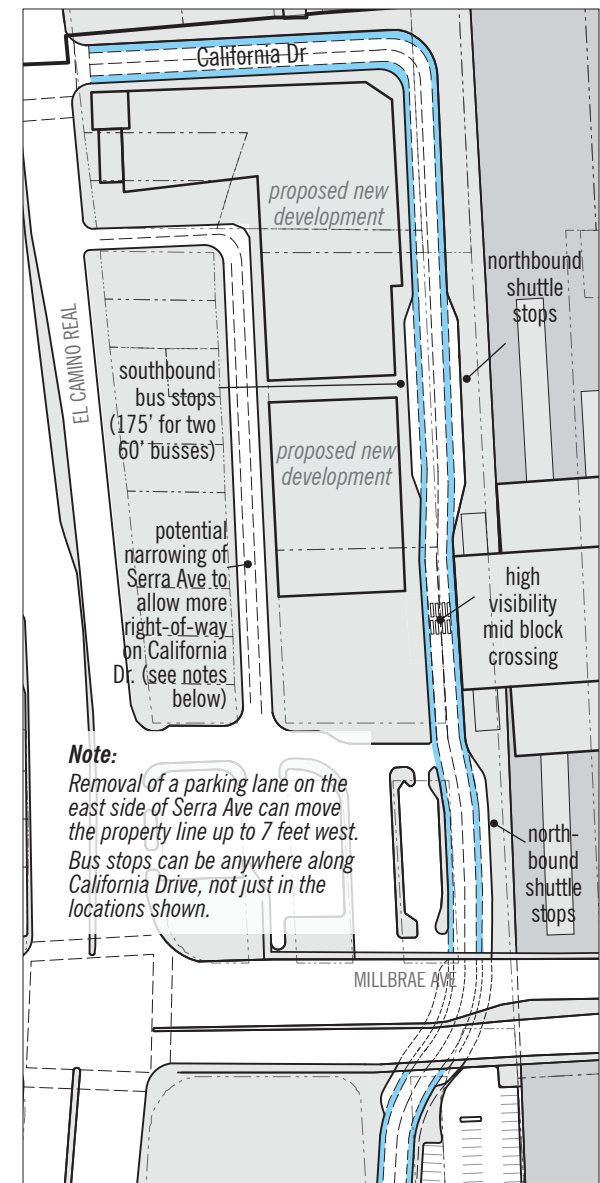 California Dr
proposed new
development
northbound
shuttle
stops
EL CAMINO REAL
southbound
bus stops
(175’ for two
60’ busses)
proposed new
development
potential
narrowing of
Serra Ave to
allow more
right-of-way
on California
Dr. (see notes
below)
high
visibility
mid block
crossing
Note:
Removal of a parking lane on the
east side of Serra Ave can move
the property line up to 7 feet west.
Bus stops can be anywhere along
California Drive, not just in the
locations shown.
north-
bound
shuttle
stops
MILLBRAE AVE